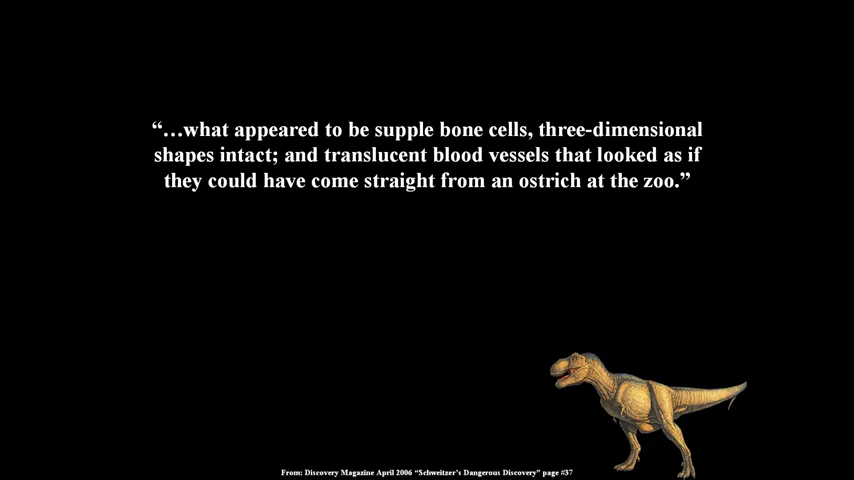 “…what appeared to be supple bone cells, three-dimensional
shapes intact; and translucent blood vessels that looked as if
they could have come straight from an ostrich at the zoo.”
From: Discovery Magazine April 2006 “Schweitzer’s Dangerous Discovery” page #37